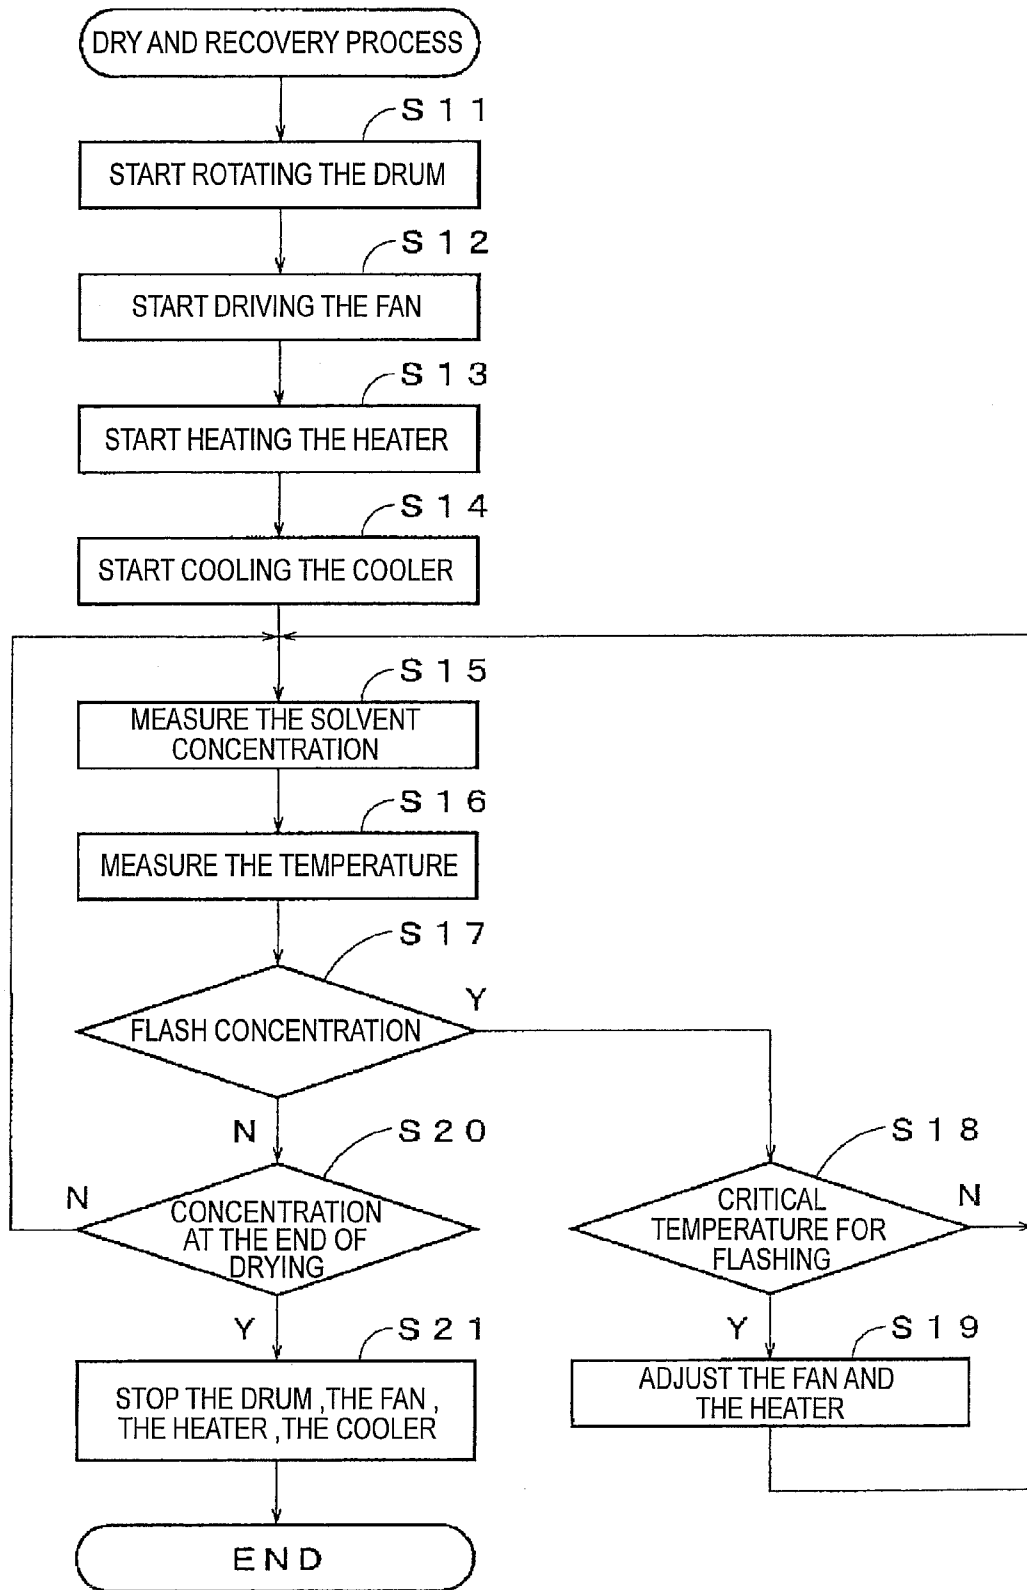 DRY AND RECOVERY PROCESS
S11
START ROTATING THE DRUM
S12
START DRIVING THE FAN
S13
START HEATING THE HEATER
S14
START COOLING THE COOLER
S15
MEASURE THE SOLVENT
CONCENTRATION
S16
MEASURE THE TEMPERATURE
S17
FLASH CONCENTRATION
Y
N
S20
CONCENTRATION
AT THE END OF
DRYING
N
Y
S18
CRITICAL
TEMPERATURE FOR
FLASHING
N
Y
S19
ADJUST THE FAN AND
THE HEATER
S21
STOP THE DRUM ,THE FAN ,
THE HEATER ,THE COOLER
END